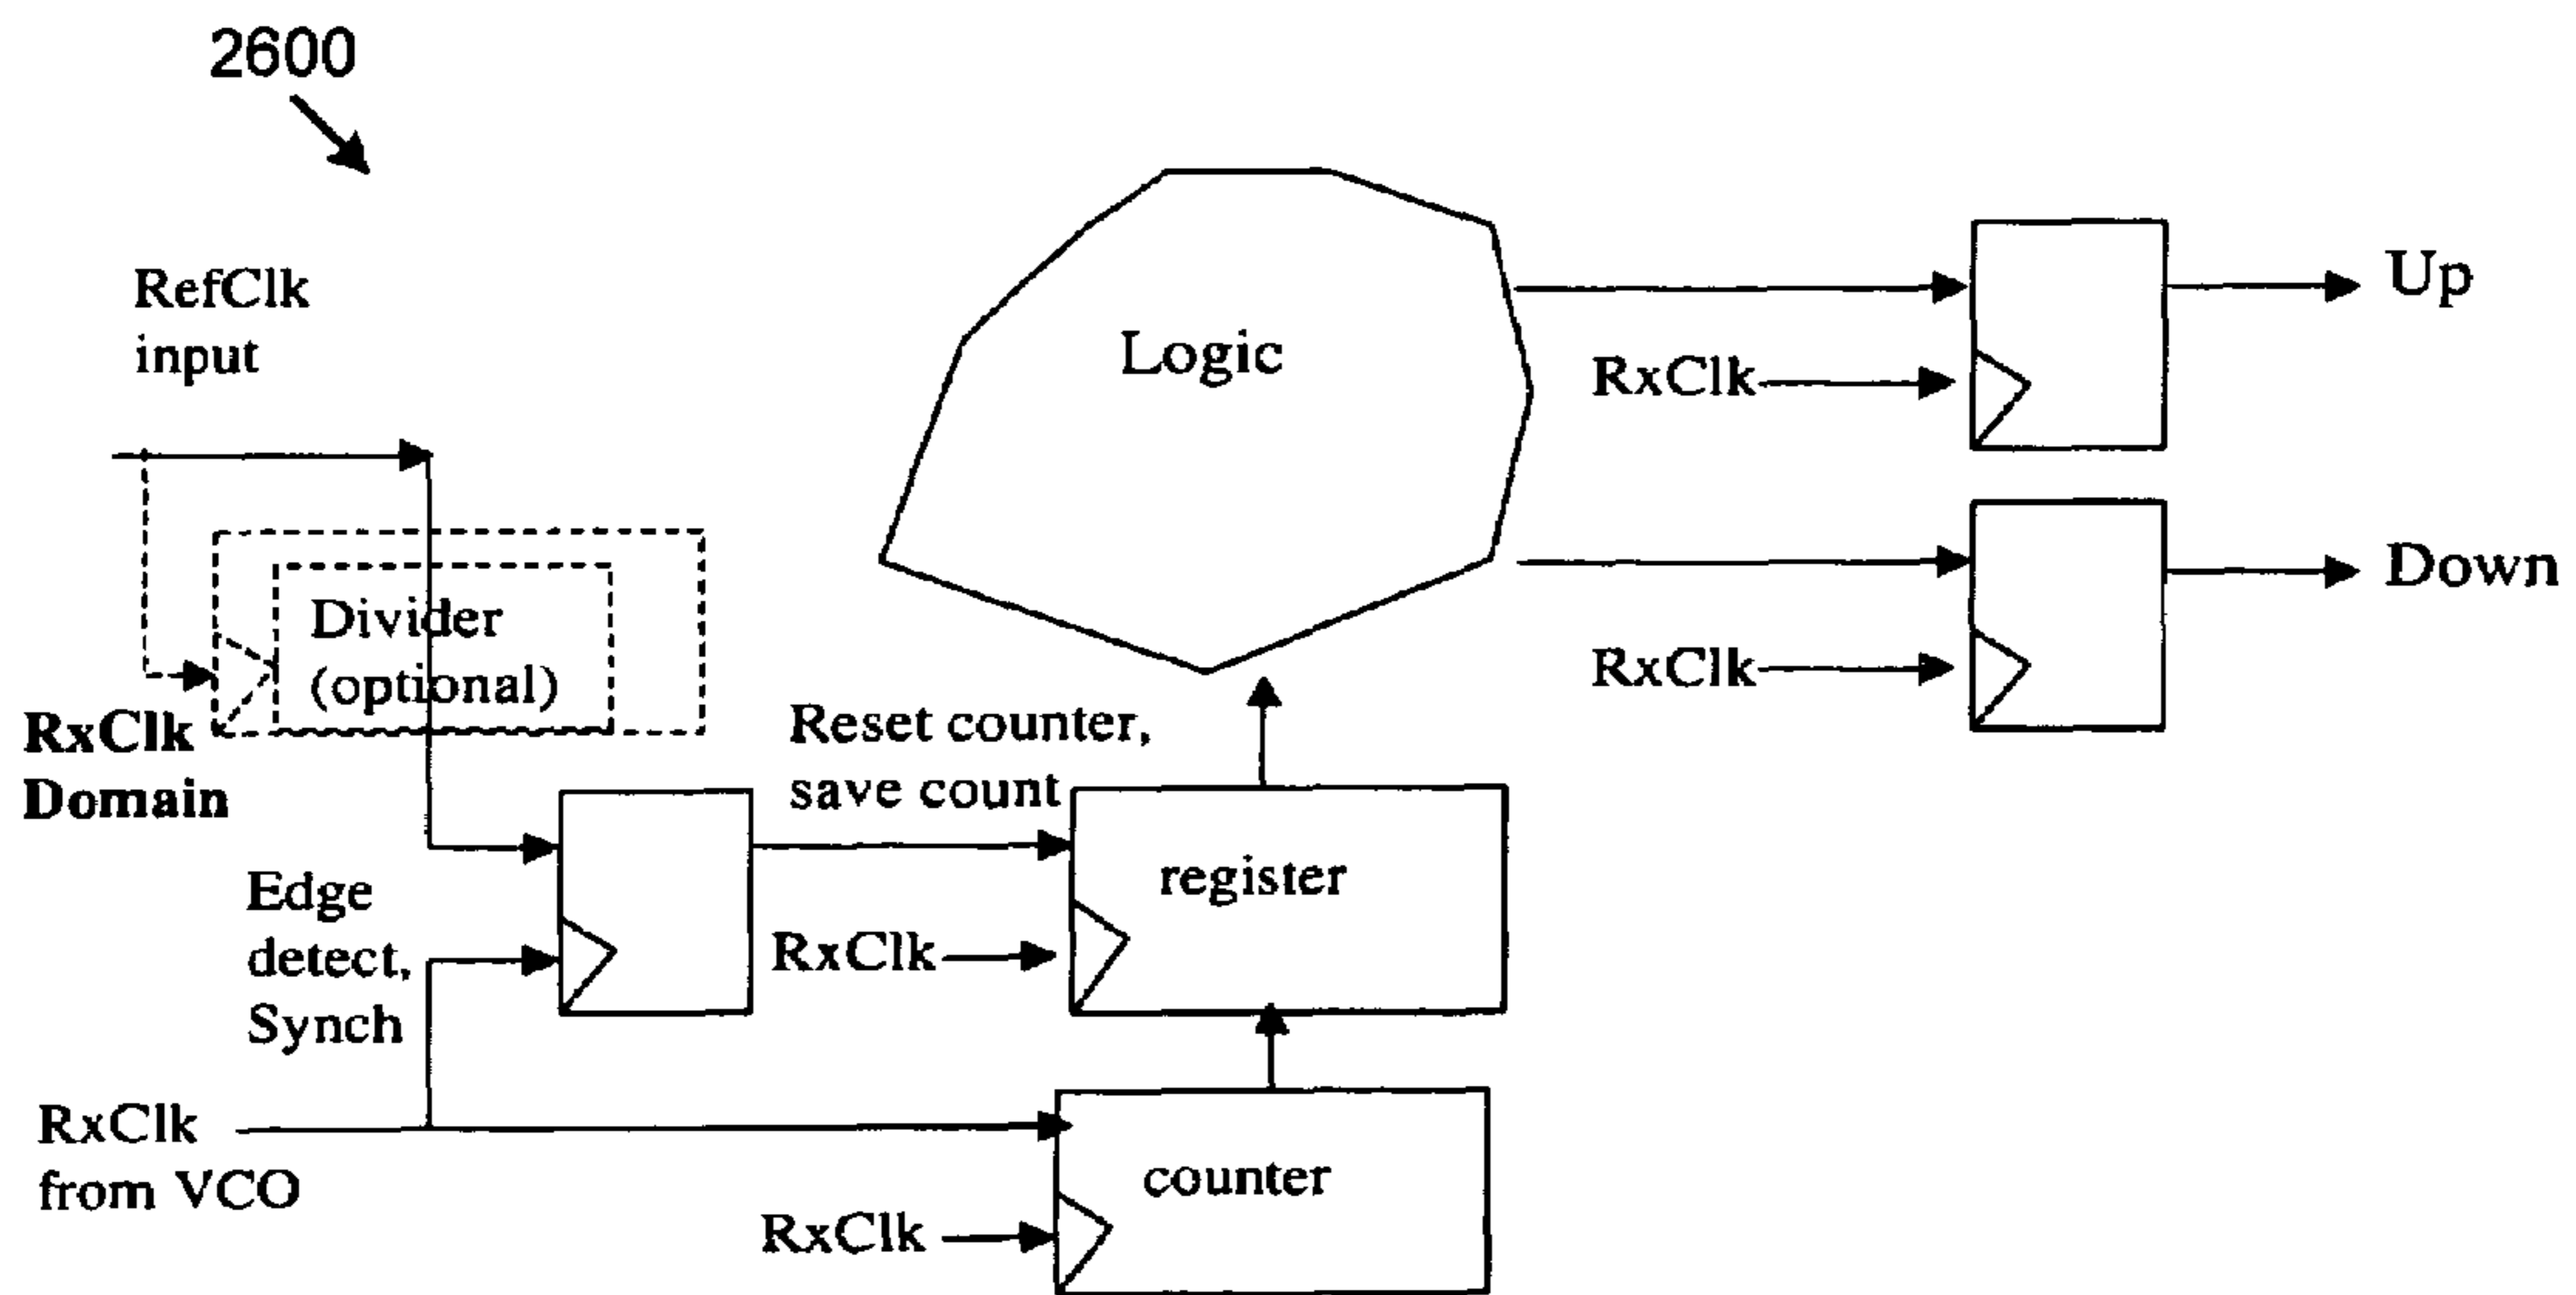 2600
RefClk
input
Logic
RxClk
Up
Down
RxClk
Divider
(optional)
RxClk
Domain
Reset counter,
save count
register
RxClk
Edge
detect,
Synch
RxClk
from VCO
counter
RxClk